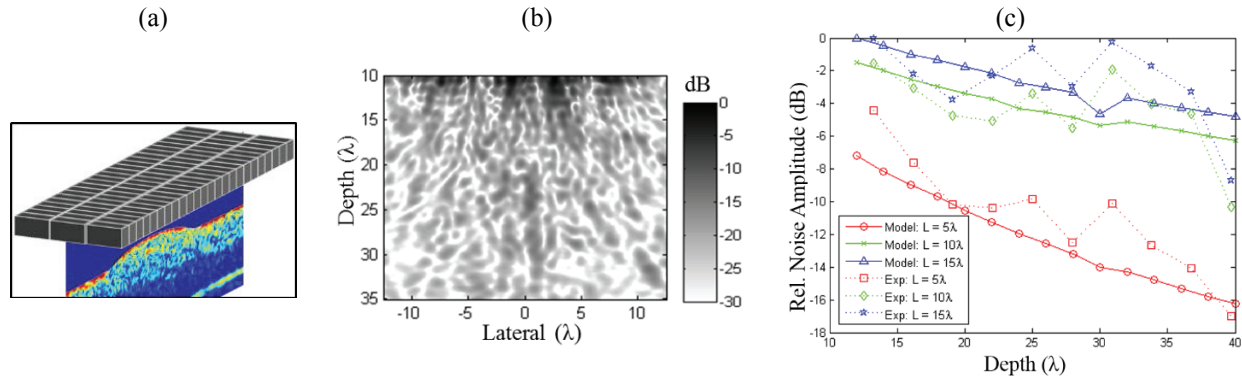 (a)
(b)
(c)
dB
10
15
20
25
30
35
Depth (λ)
-10
-5
0
5
10
Lateral (λ)
0
-5
-10
-15
-20
-25
-30
0
-2
-4
-6
-8
-10
-12
-14
-16
-18
Rel. Noise Amplitude (dB)
Model: L = 5λ
Model: L = 10λ
Model: L = 15λ
Exp: L = 5λ
Exp: L = 10λ
Exp: L = 15λ
10
15
20
25
30
35
40
Depth (λ)